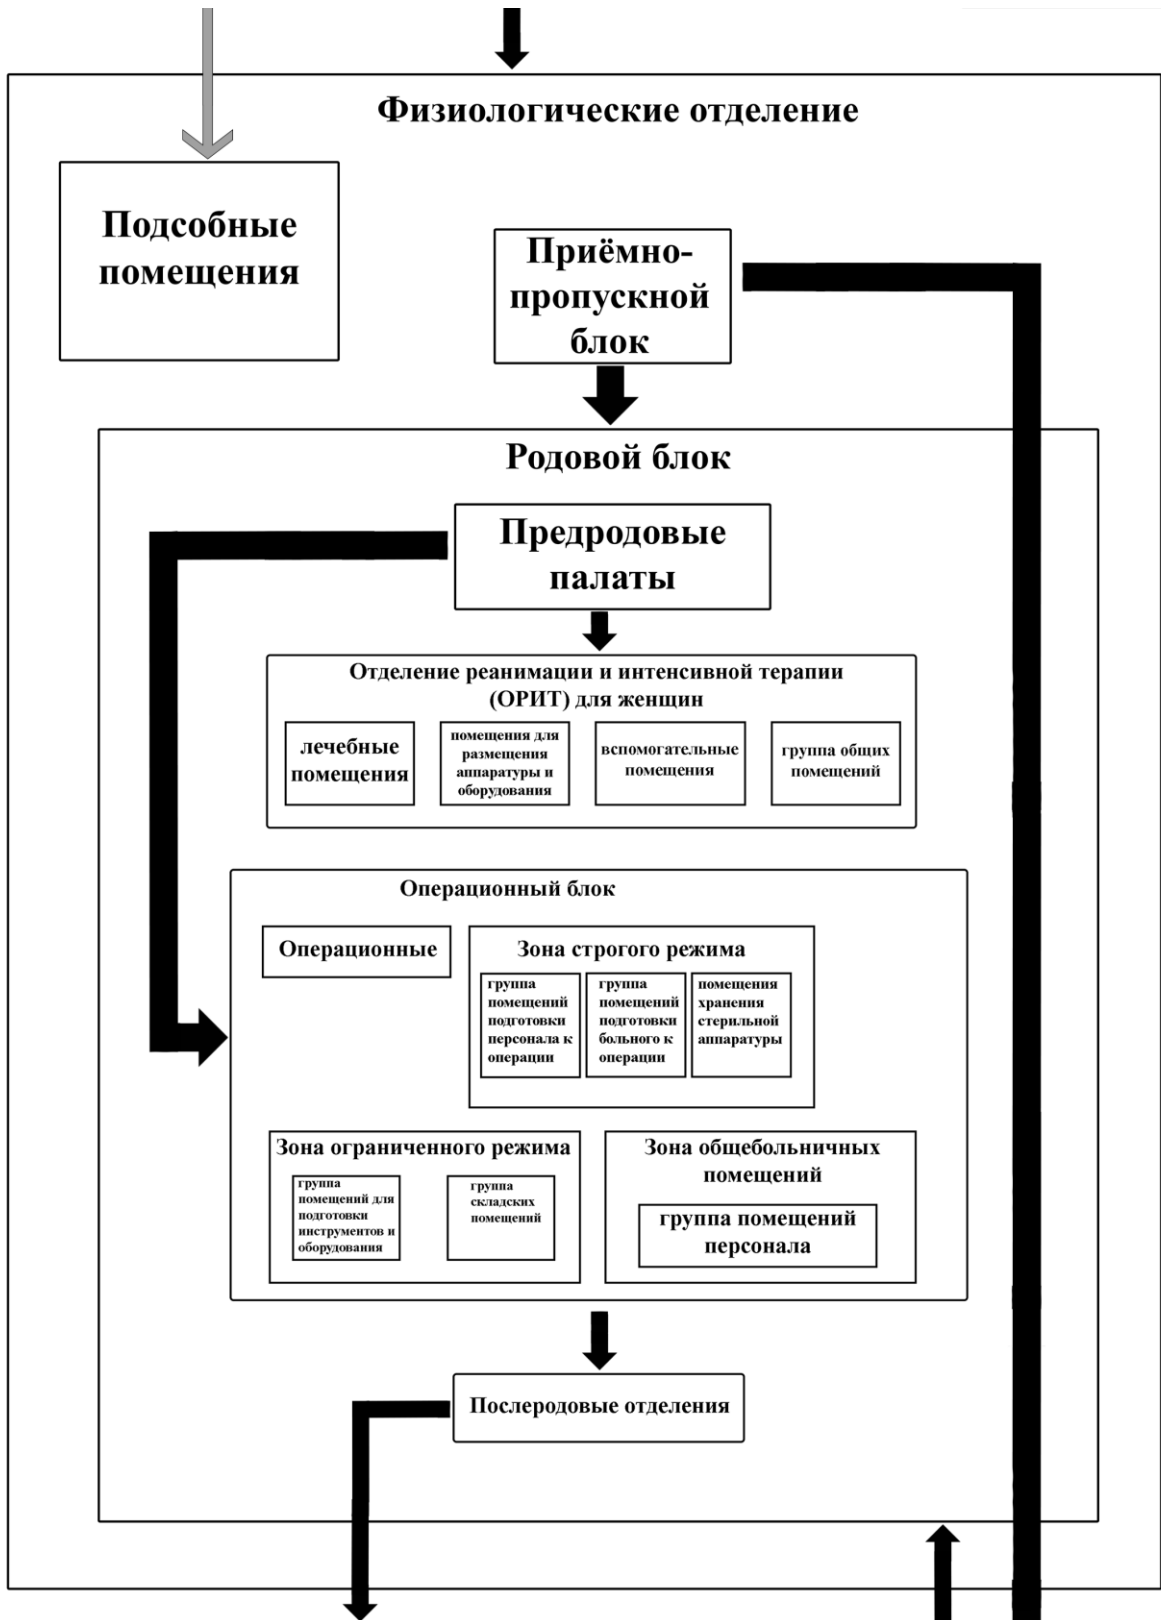 Физиологические отделение
Подсобные
помещения
Приёмно-
пропускной
блок
Родовой блок
Предродовые
палаты
Отделение реанимации и интенсивной терапии
(ОРИТ) для женщин
лечебные
помещения
помещения для
размещения
аппаратуры и
оборудования
вспомогательные
помещения
группа общих
помещений
Операционный блок
Операционные
Зона строгого режима
группа
помещений
подготовки
персонала к
операции
группа
помещений
подготовки
больного к
операции
помещения
хранения
стерильной
аппаратуры
Зона ограниченного режима
группа
помещений для
подготовки
инструментов и
оборудования
группа
складских
помещений
Зона общебольничных
помещений
группа помещений
персонала
Послеродовые отделения